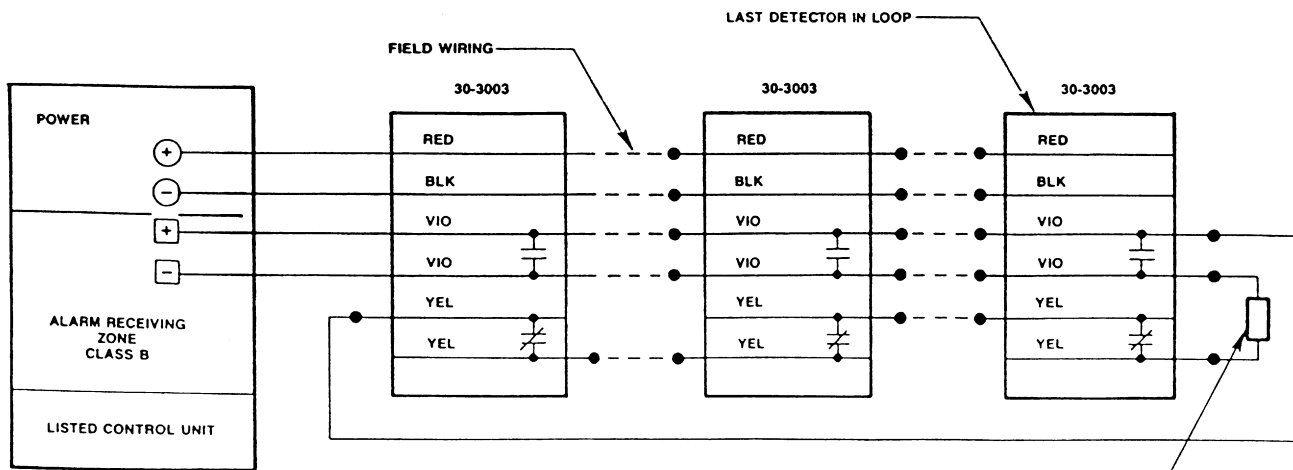 LAST DETECTOR IN LOOP
FIELD WIRING
30-3003
30-3003
30-3003
POWER
+
−
+
−
ALARM RECEIVING
ZONE
CLASS B
LISTED CONTROL UNIT
RED
BLK
VIO
VIO
YEL
YEL
RED
BLK
VIO
VIO
YEL
YEL
RED
BLK
VIO
VIO
YEL
YEL